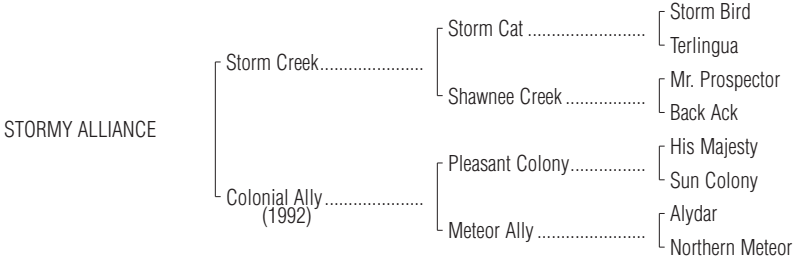 Storm Bird
Storm Cat ..........................
Terlingua
Storm Creek......................
Mr. Prospector
Shawnee Creek .................
Back Ack
STORMY ALLIANCE
His Majesty
Pleasant Colony................
Sun Colony
Colonial Ally.....................
(1992)
Alydar
Meteor Ally .......................
Northern Meteor